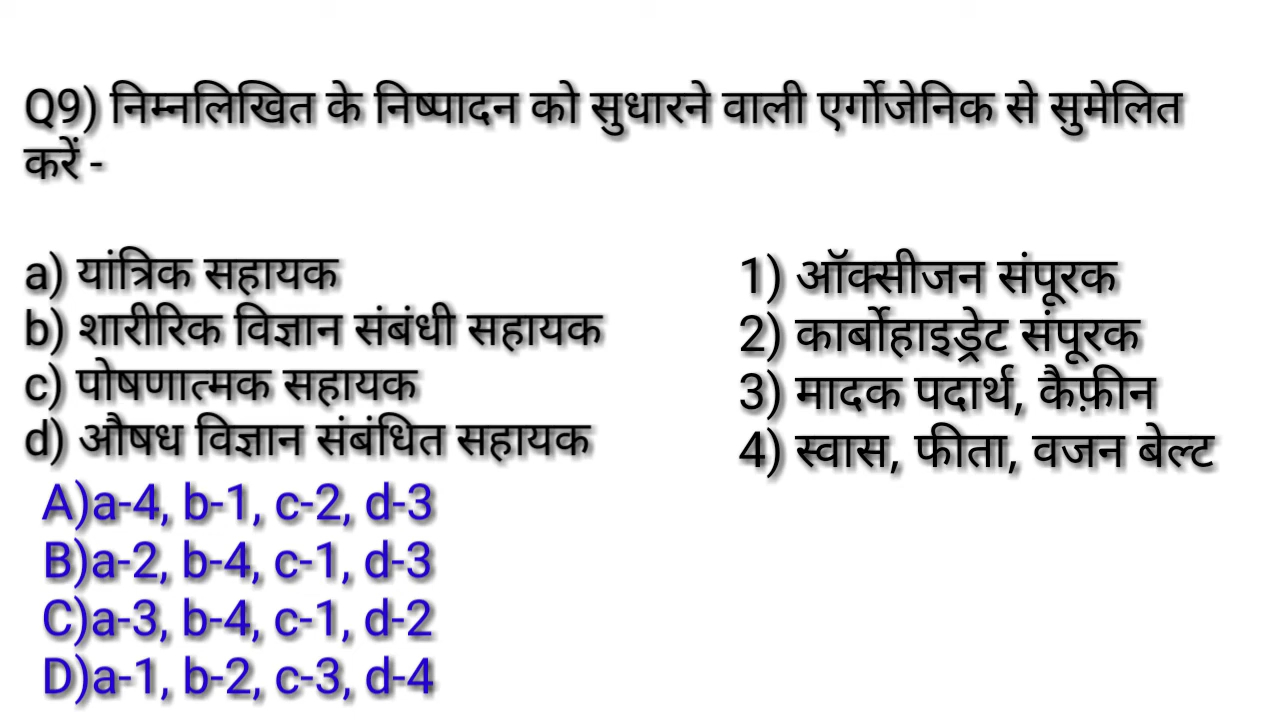 Q9) निम्नलिखित के निष्पादन को सुधारने वाली एर्गोजेनिक से सुमेलित
करें -
a) यांत्रिक सहायक
b) शारीरिक विज्ञान संबंधी सहायक
c) पोषणात्मक सहायक
d) औषध विज्ञान संबंधित सहायक
1) ऑक्सीजन संपूरक
2) कार्बोहाइड्रेट संपूरक
3) मादक पदार्थ, कैफ़ीन
4) स्वास, फीता, वजन बेल्ट
A)a-4, b-1, c-2, d-3
B)a-2, b-4, c-1, d-3
C)a-3, b-4, c-1, d-2
D)a-1, b-2, c-3, d-4